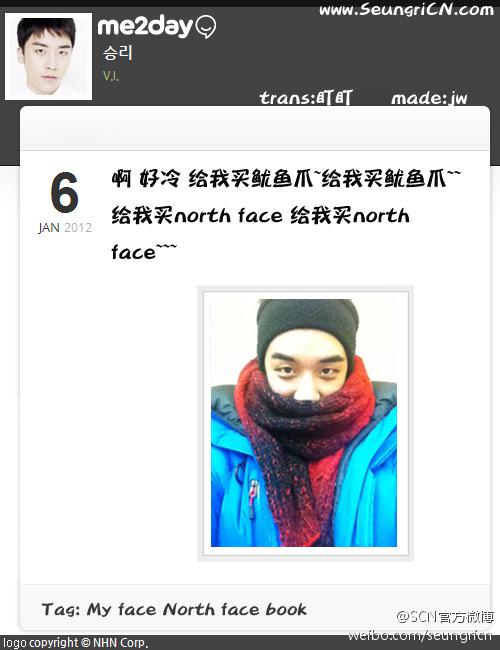 www.SeungriCN.com
me2day
승리
V.I.
trans:盯盯 made:jw
6
JAN 2012
啊 好冷 给我买鱿鱼爪~给我买鱿鱼爪~~
给我买north face 给我买north
face~~~
Tag: My face North face book
@SCN官方微博
weibo.com/seungricn
logo copyright © NHN Corp.